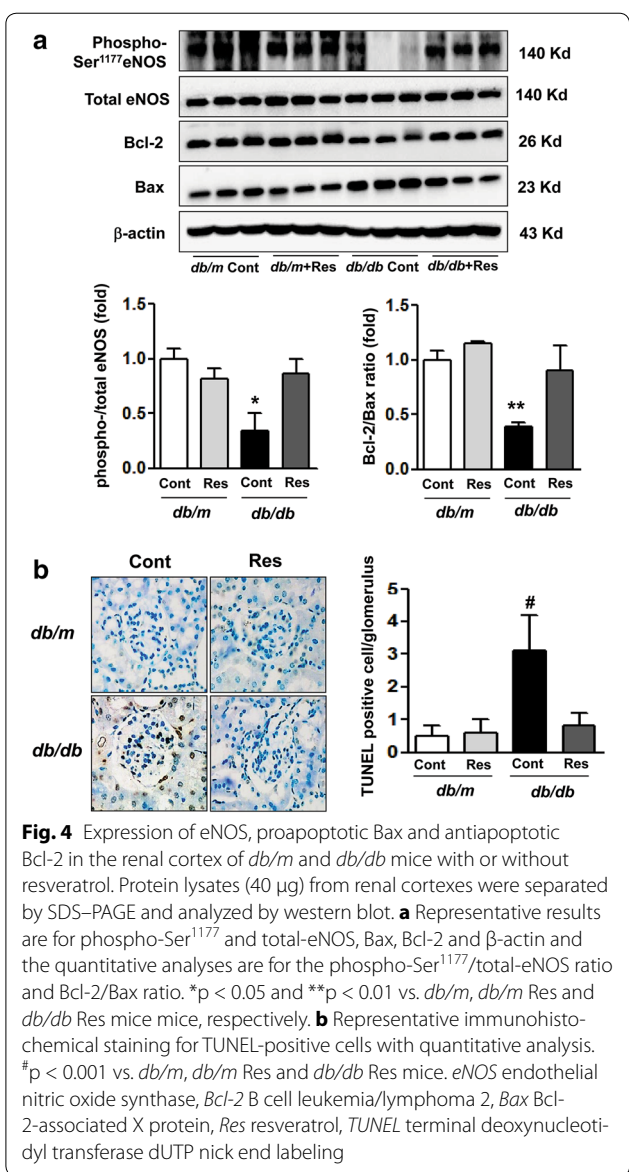 a
Phospho-
Ser1177eNOS
140 Kd
Total eNOS
140 Kd
Bcl-2
26 Kd
Bax
23 Kd
β-actin
43 Kd
db/m Cont db/m+Res db/db Cont db/db+Res
phospho-/total eNOS (fold)
1.5
1.0
0.5
0.0
*
Cont Res Cont Res
db/m db/db
Bcl-2/Bax ratio (fold)
1.5
1.0
0.5
0.0
**
Cont Res Cont Res
db/m db/db
b
Cont Res
db/m
db/db
TUNEL positive cell/glomerulus
5
4
3
2
1
0
#
Cont Res Cont Res
db/m db/db
Fig. 4 Expression of eNOS, proapoptotic Bax and antiapoptotic
Bcl-2 in the renal cortex of db/m and db/db mice with or without
resveratrol. Protein lysates (40 μg) from renal cortexes were separated
by SDS–PAGE and analyzed by western blot. a Representative results
are for phospho-Ser1177 and total-eNOS, Bax, Bcl-2 and β-actin and
the quantitative analyses are for the phospho-Ser1177/total-eNOS ratio
and Bcl-2/Bax ratio. *p < 0.05 and **p < 0.01 vs. db/m, db/m Res and
db/db Res mice mice, respectively. b Representative immunohisto-
chemical staining for TUNEL-positive cells with quantitative analysis.
#p < 0.001 vs. db/m, db/m Res and db/db Res mice. eNOS endothelial
nitric oxide synthase, Bcl-2 B cell leukemia/lymphoma 2, Bax Bcl-
2-associated X protein, Res resveratrol, TUNEL terminal deoxynucleoti-
dyl transferase dUTP nick end labeling